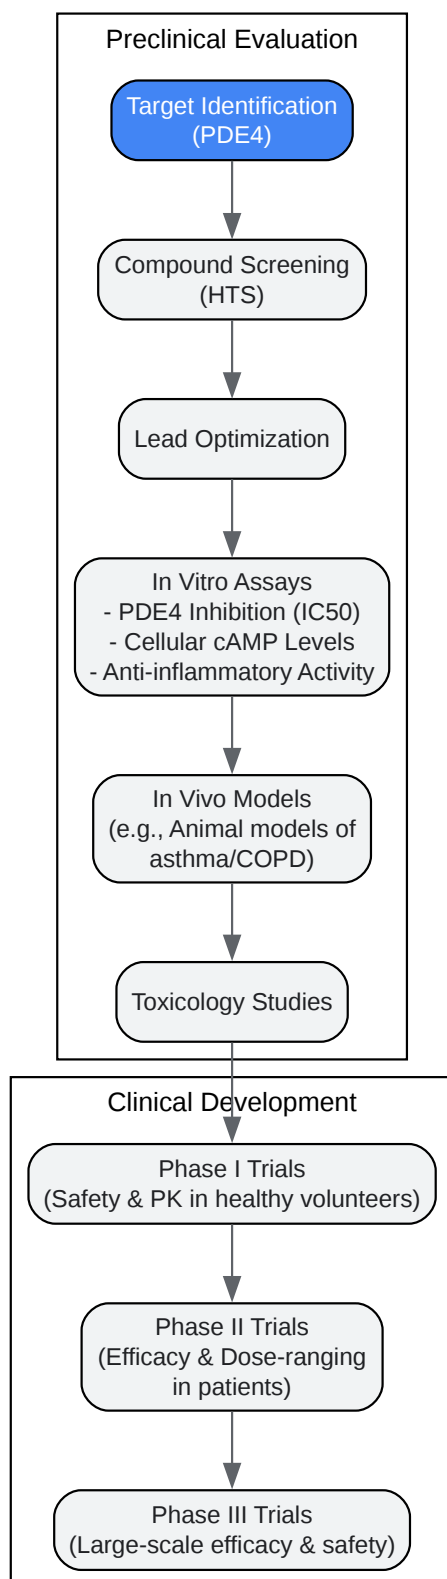 Preclinical Evaluation
Target Identification
(PDE4)
Compound Screening
(HTS)
Lead Optimization
In Vitro Assays
- PDE4 Inhibition (IC50)
- Cellular cAMP Levels
- Anti-inflammatory Activity
In Vivo Models
(e.g., Animal models of
asthma/COPD)
Toxicology Studies
Clinical Development
Phase I Trials
(Safety & PK in healthy volunteers)
Phase II Trials
(Efficacy & Dose-ranging
in patients)
Phase III Trials
(Large-scale efficacy & safety)